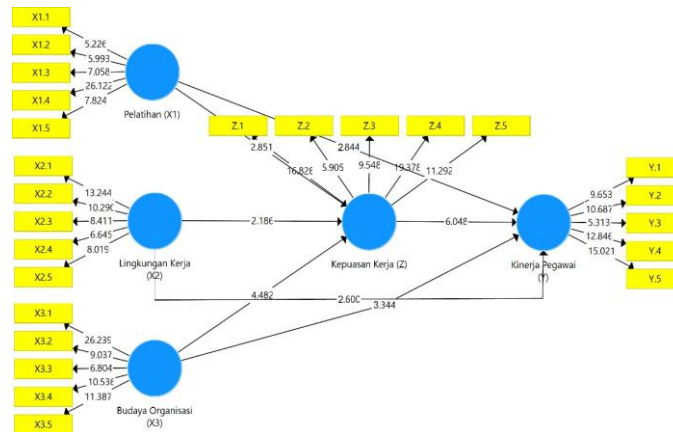 X1.1
X1.2
X1.3
X1.4
X1.5
5.226
5.993
7.058
26.122
7.824
Pelatihan (X1)
Z.1
Z.2
Z.3
Z.4
Z.5
2.851
16.826
5.905
9.548
2.844
19.378
11.292
X2.1
X2.2
X2.3
X2.4
X2.5
13.244
10.290
8.411
6.645
8.019
Lingkungan Kerja
(X2)
2.186
Kepuasan Kerja (Z)
6.048
Kinerja Pegawai
(Y)
9.653
10.687
5.313
12.846
15.021
Y.1
Y.2
Y.3
Y.4
Y.5
4.482
2.600
3.344
X3.1
X3.2
X3.3
X3.4
X3.5
26.239
9.037
6.804
10.536
11.387
Budaya Organisasi
(X3)